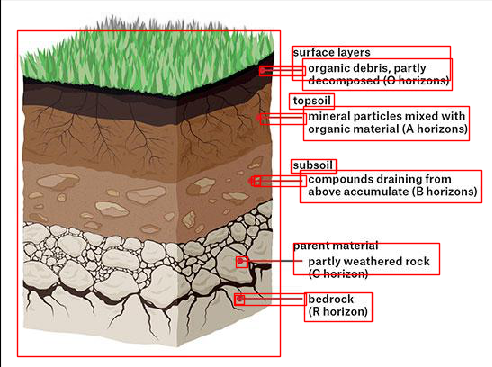 surface layers
organic debris, partly
decomposed (O horizons)
topsoil
mineral particles mixed with
organic material (A horizons)
subsoil
compounds draining from
above accumulate (B horizons)
parent material
partly weathered rock
(C horizon)
bedrock
(R horizon)